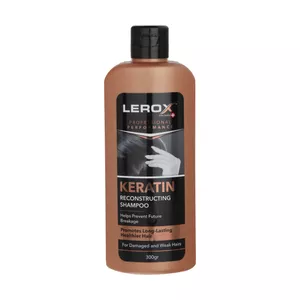 LEROX
PROFESSIONAL
PERFORMANCE
KERATIN
RECONSTRUCTING
SHAMPOO
Helps Prevent Future
Breakage
Promotes Long-Lasting
Healthier Hair
For Damaged and Weak Hairs
300gr